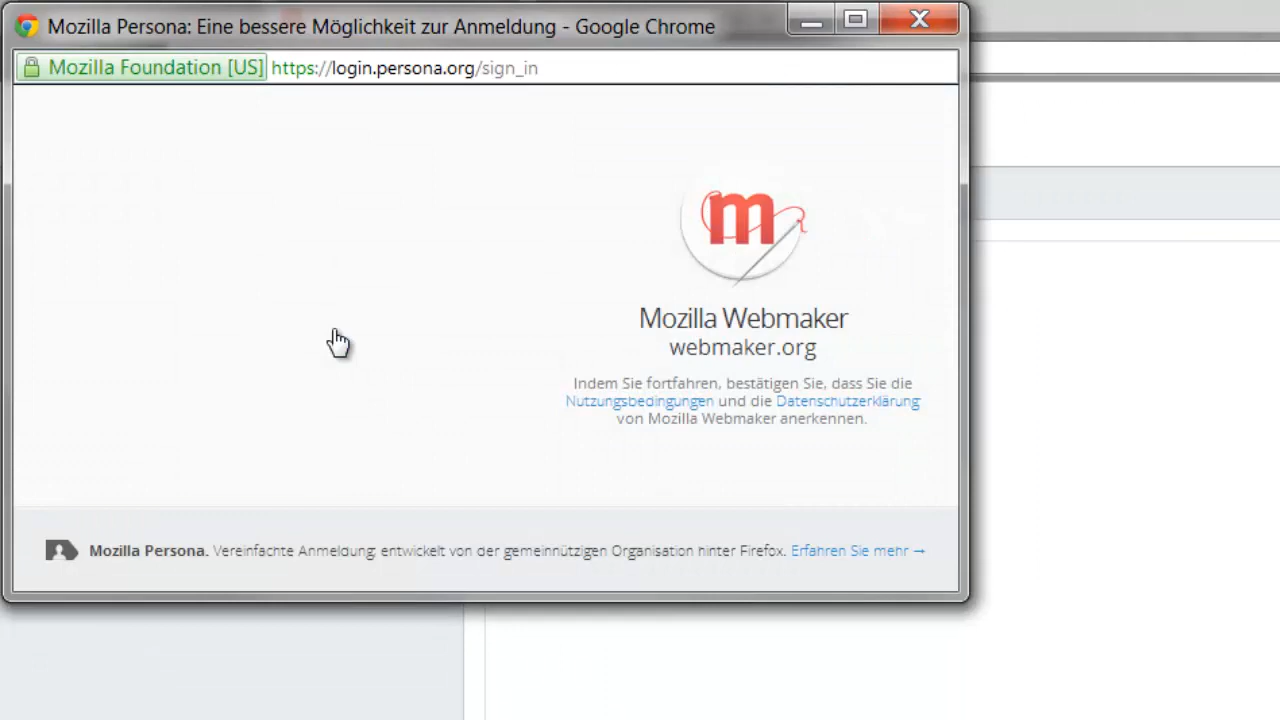 Mozilla Persona: Eine bessere Möglichkeit zur Anmeldung - Google Chrome
Mozilla Foundation [US] https://login.persona.org/sign_in
m
Mozilla Webmaker
webmaker.org
Indem Sie fortfahren, bestätigen Sie, dass Sie die
Nutzungsbedingungen und die Datenschutzerklärung
von Mozilla Webmaker anerkennen.
Mozilla Persona. Vereinfachte Anmeldung, entwickelt von der gemeinnützigen Organisation hinter Firefox. Erfahren Sie mehr →